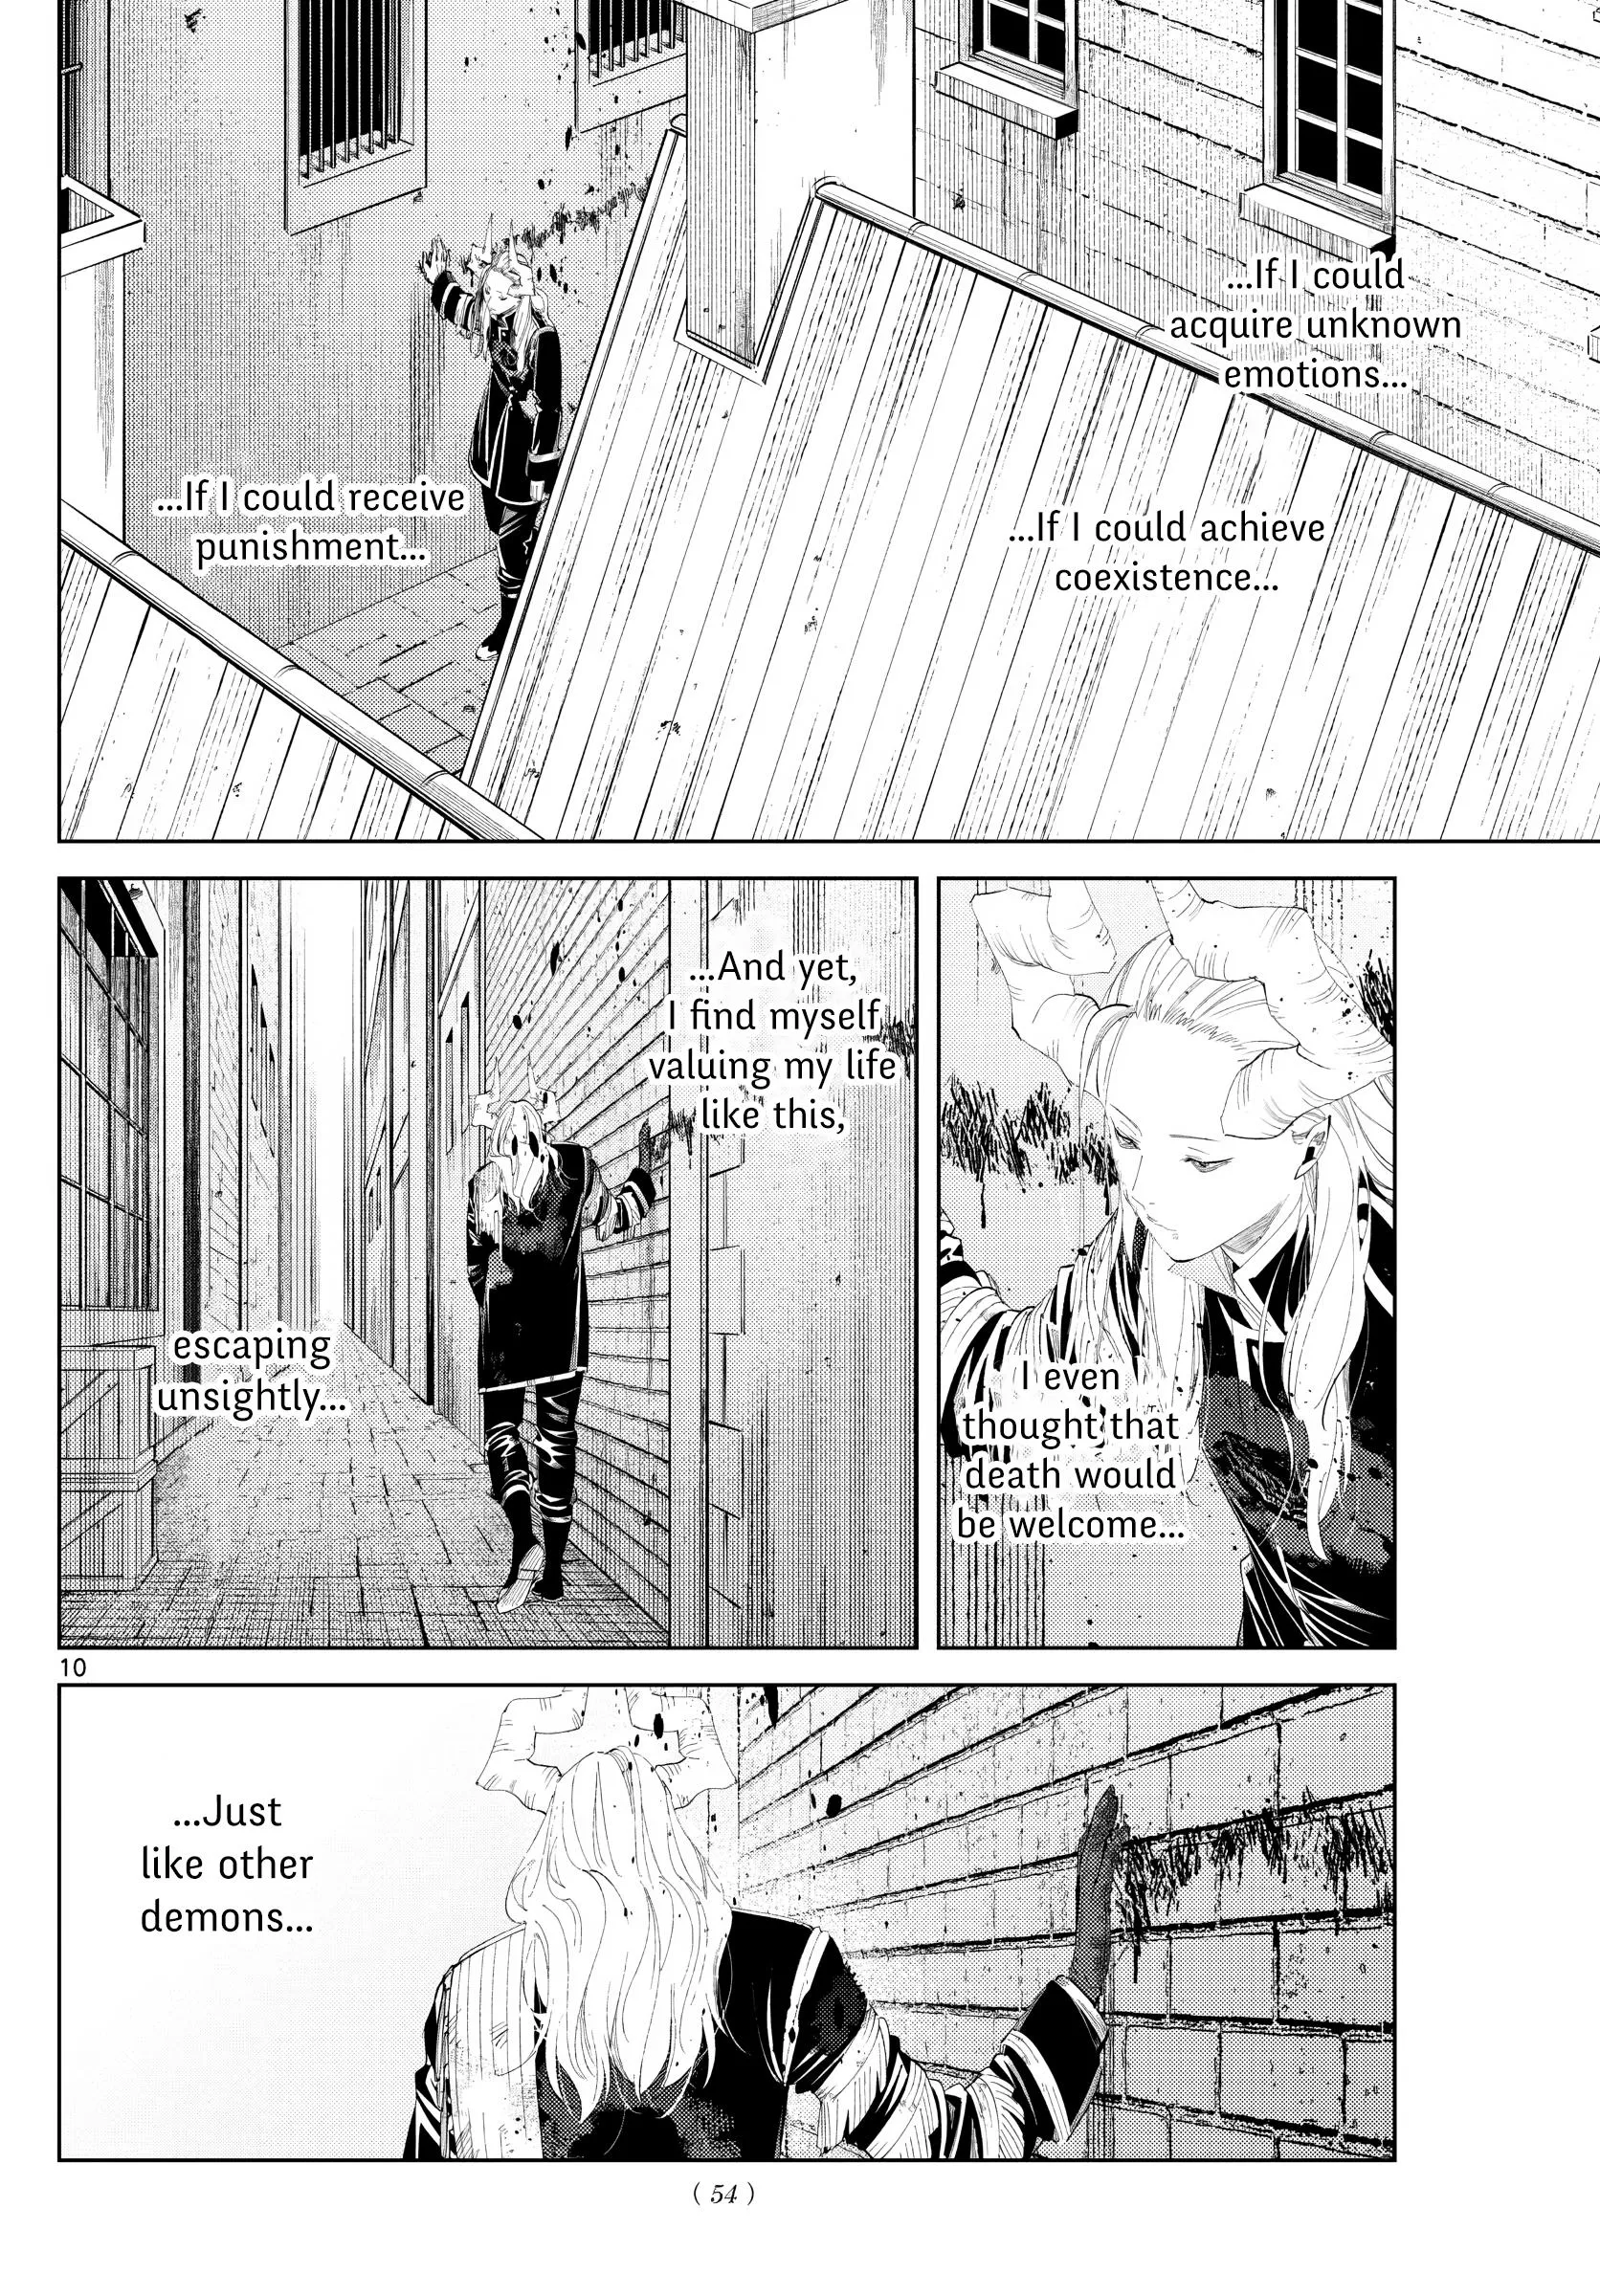 ...If I could
acquire unknown
emotions...
...If I could achieve
coexistence...
...If I could receive
punishment...
I even
thought that
death would
be welcome...
...And yet,
I find myself
valuing my life
like this,
escaping
unsightly...
10
...Just
like other
demons...
( 54 )